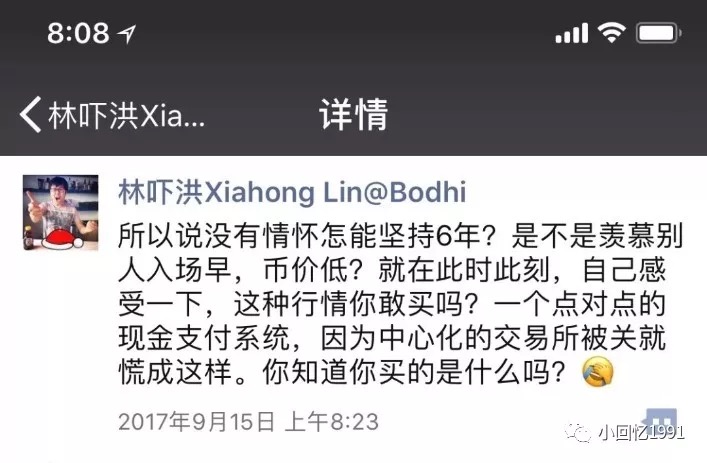 8:08
林吓洪Xia...
详情
林吓洪Xiahong Lin@Bodhi
所以说没有情怀怎能坚持6年？是不是羡慕别
人入场早，币价低？就在此时此刻，自己感
受一下，这种行情你敢买吗？一个点对点的
现金支付系统，因为中心化的交易所被关就
慌成这样。你知道你买的是什么吗？🤦
2017年9月15日 上午8:23
小回忆1991